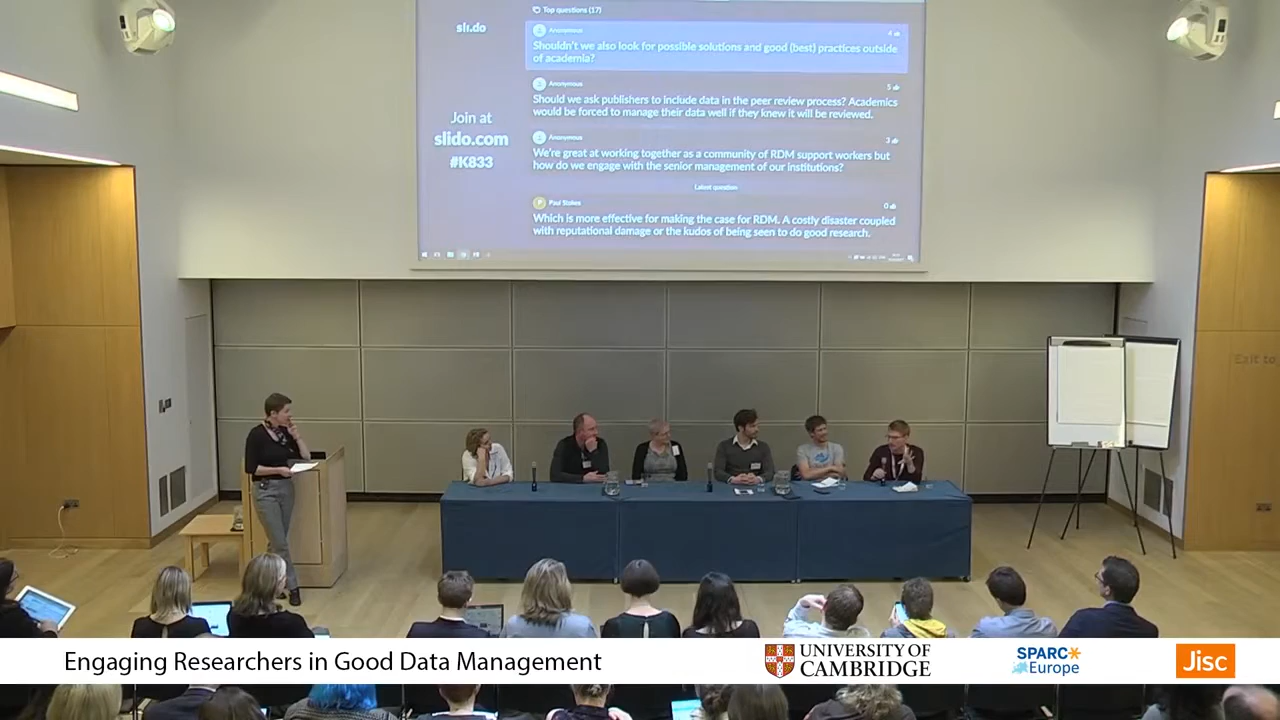 Top questions (17)
sli.do
Anonymous
4
Shouldn't we also look for possible solutions and good (best) practices outside
of academia?
Anonymous
5
Should we ask publishers to include data in the peer review process? Academics
would be forced to manage their data well if they knew it will be reviewed.
Join at
slido.com
#K833
Anonymous
3
We're great at working together as a community of RDM support workers but
how do we engage with the senior management of our institutions?
Latest question
P
Paul Stokes
0
Which is more effective for making the case for RDM. A costly disaster coupled
with reputational damage or the kudos of being seen to do good research.
Exit to
Engaging Researchers in Good Data Management
UNIVERSITY OF
CAMBRIDGE
SPARC
Europe
Jisc